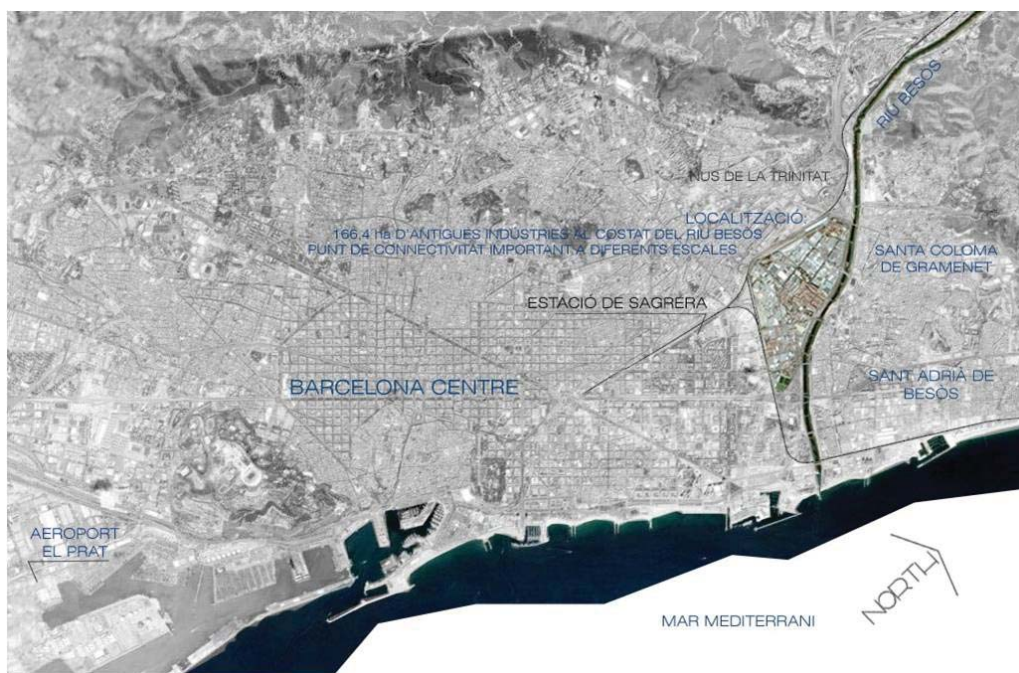 RIU BESÒS
NUS DE LA TRINITAT
LOCALITZACIÓ:
166,4 ha D'ANTIGUES INDÚSTRIES AL COSTAT DEL RIU BESÒS
PUNT DE CONNECTIVITAT IMPORTANT A DIFERENTS ESCALES
SANTA COLOMA
DE GRAMENET
ESTACIÓ DE SAGRERA
BARCELONA CENTRE
SANT ADRIÀ DE
BESÒS
AEROPORT
EL PRAT
NORTH
MAR MEDITERRANI